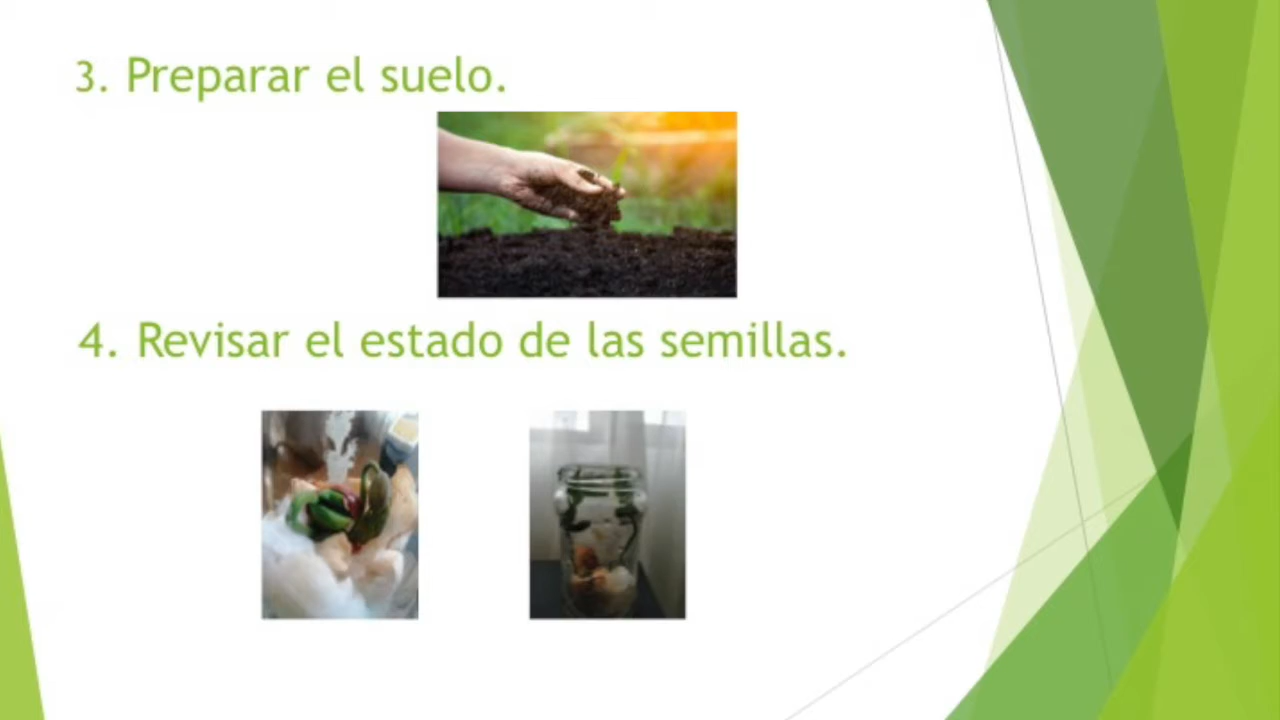 3. Preparar el suelo.
4. Revisar el estado de las semillas.